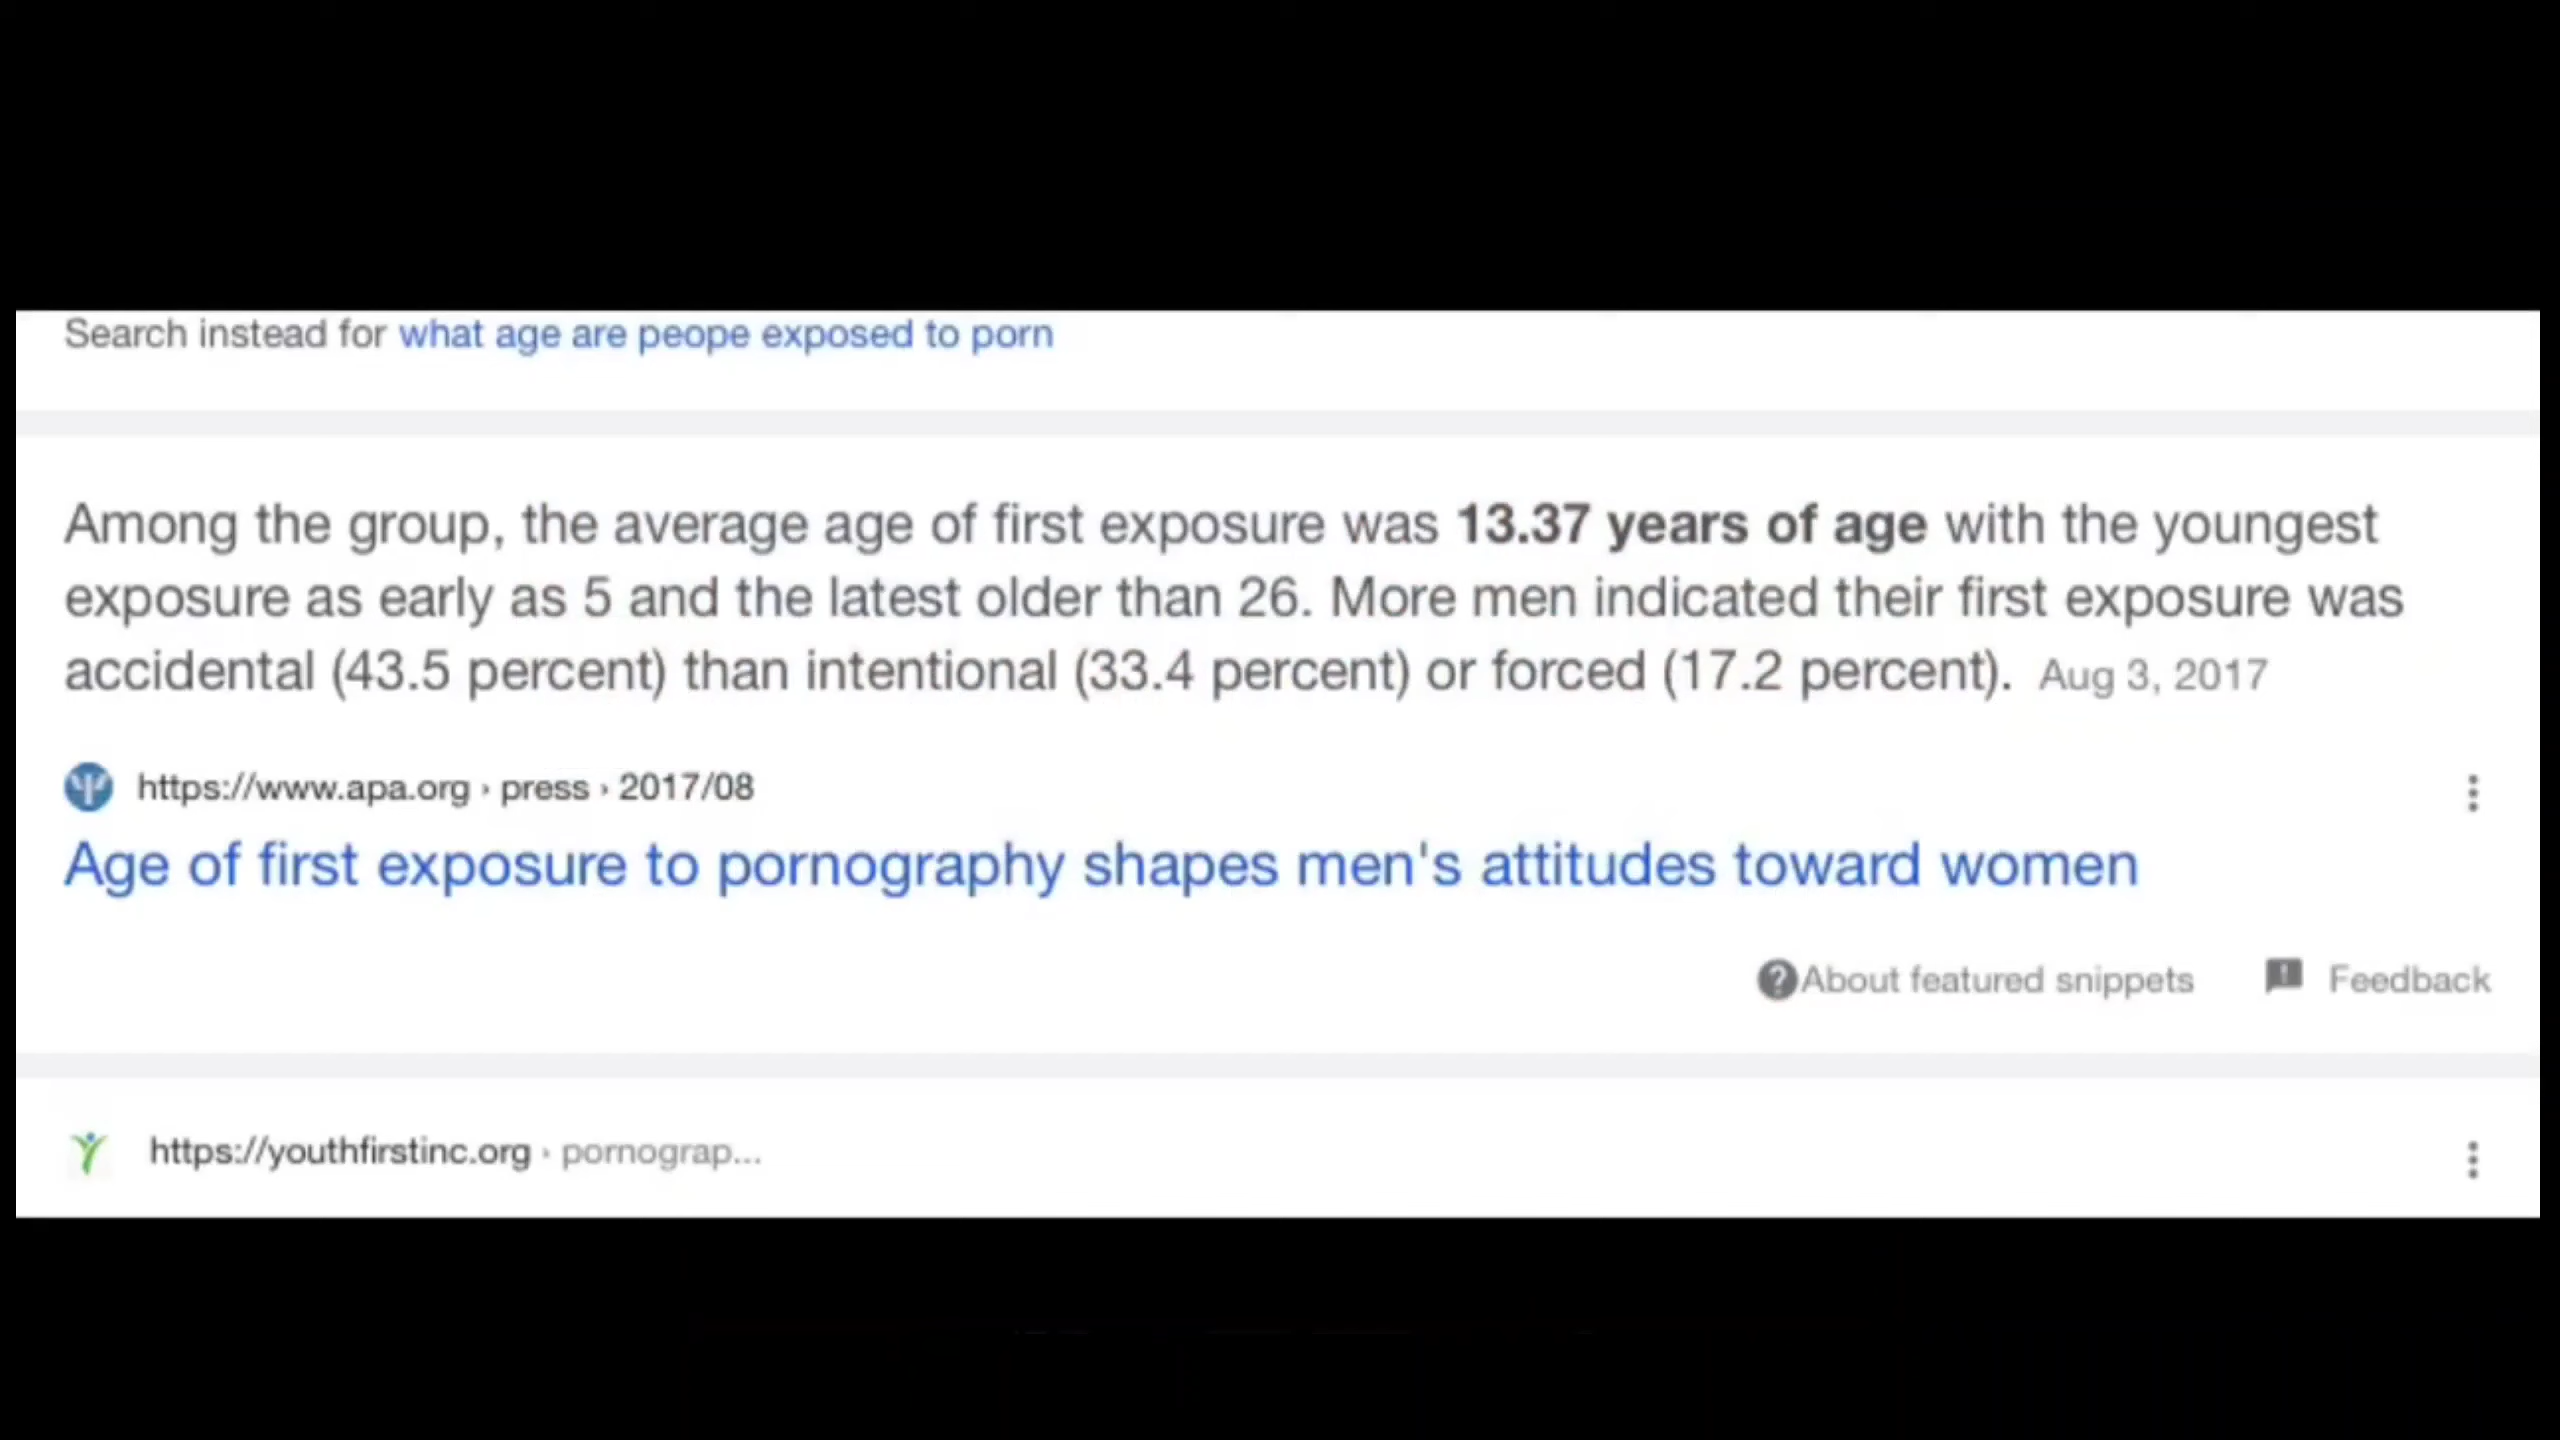 Search instead for what age are peope exposed to porn
Among the group, the average age of first exposure was 13.37 years of age with the youngest
exposure as early as 5 and the latest older than 26. More men indicated their first exposure was
accidental (43.5 percent) than intentional (33.4 percent) or forced (17.2 percent). Aug 3, 2017
https://www.apa.org › press › 2017/08
Age of first exposure to pornography shapes men's attitudes toward women
About featured snippets Feedback
https://youthfirstinc.org › pornograp...